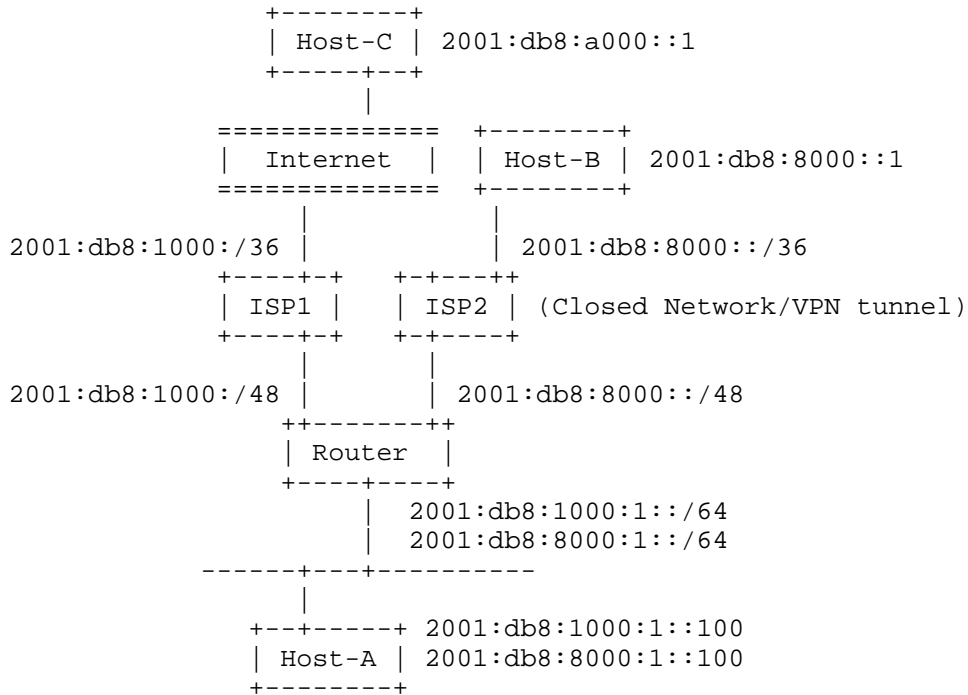 Host-C 2001:db8:a000::1
Internet Host-B 2001:db8:8000::1
2001:db8:1000:/36 2001:db8:8000::/36
ISP1 ISP2 (Closed Network/VPN tunnel)
2001:db8:1000:/48 2001:db8:8000::/48
Router
2001:db8:1000:1::/64
2001:db8:8000:1::/64
2001:db8:1000:1::100
Host-A 2001:db8:8000:1::100